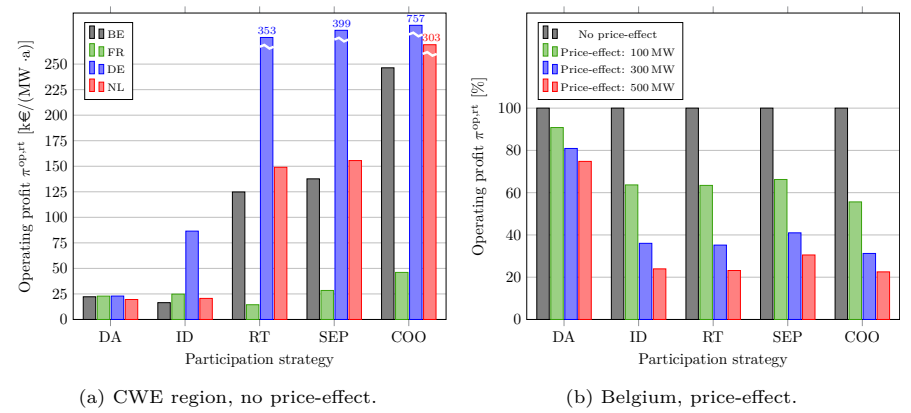 353
399
757
303
BE
FR
DE
NL
250
225
200
175
150
125
100
75
50
25
0
Operating profit π^op,rt [k€/(MW ·a)]
DA
ID
RT
SEP
COO
Participation strategy
(a) CWE region, no price-effect.
No price-effect
Price-effect: 100 MW
Price-effect: 300 MW
Price-effect: 500 MW
100
80
60
40
20
0
Operating profit π^op,rt [%]
DA
ID
RT
SEP
COO
Participation strategy
(b) Belgium, price-effect.